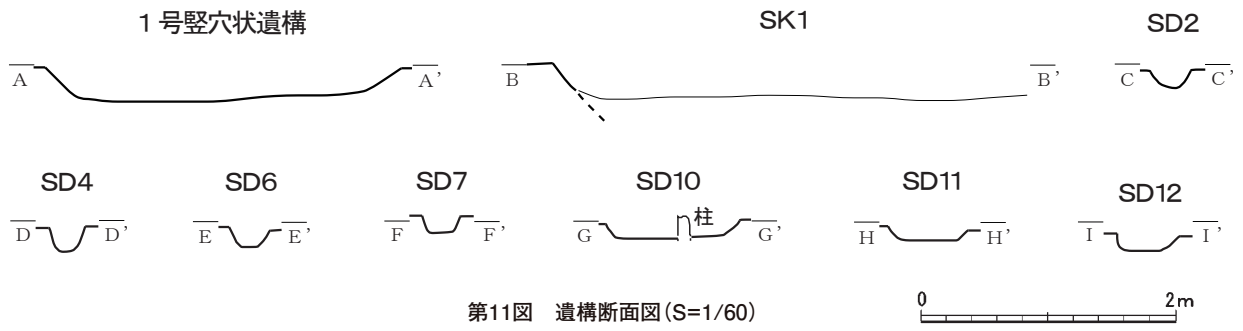 1号竪穴状遺構 SK1 SD2
A A’ B B’ C C’
SD4 SD6 SD7 SD10 SD11 SD12
柱
D D’ E E’ F F’ G G’ H H’ I I’
第11図 遺構断面図(S=1/60)
0 2m